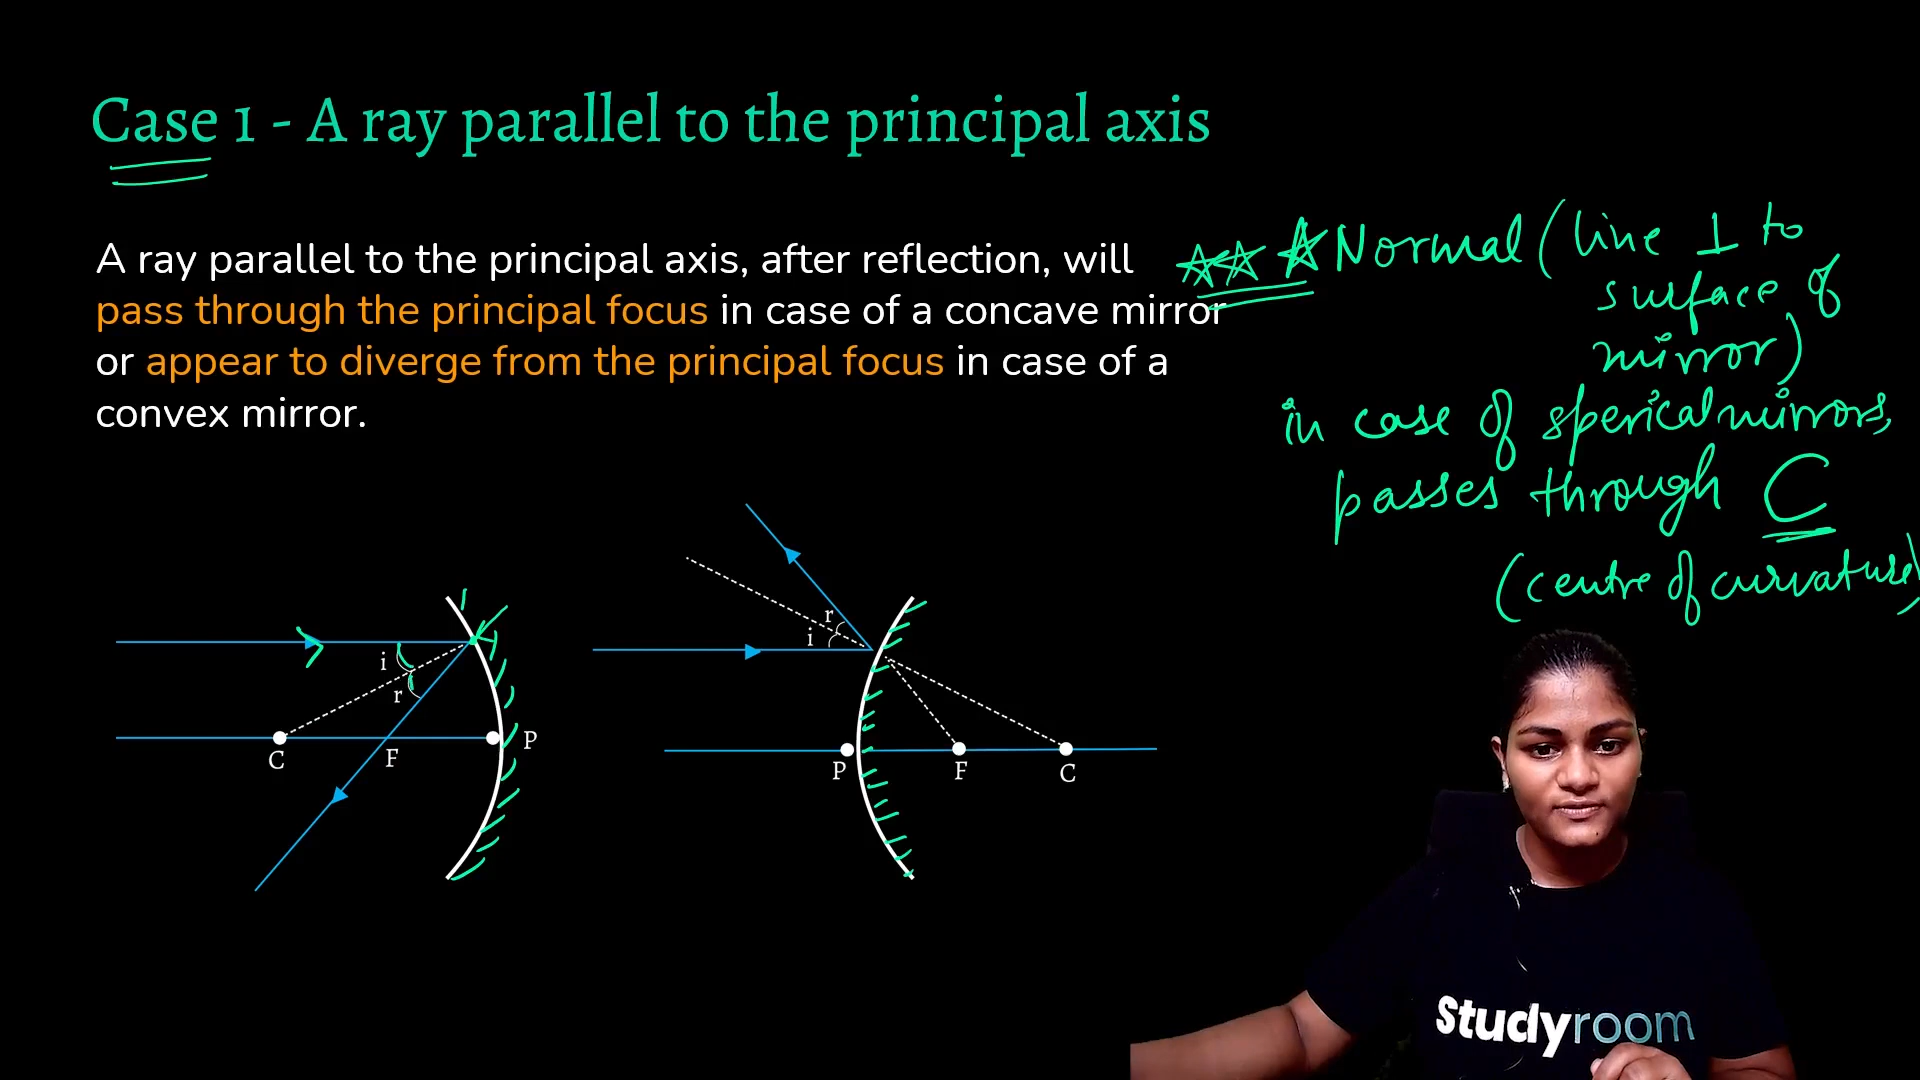 Case 1 - A ray parallel to the principal axis
A ray parallel to the principal axis, after reflection, will
pass through the principal focus in case of a concave mirror
or appear to diverge from the principal focus in case of a
convex mirror.
Normal (line ⊥ to
surface of
mirror)
in case of sperical mirrors,
passes through C
(centre of curvature)
i
r
C
F
P
r
i
P
F
C
Studyroom